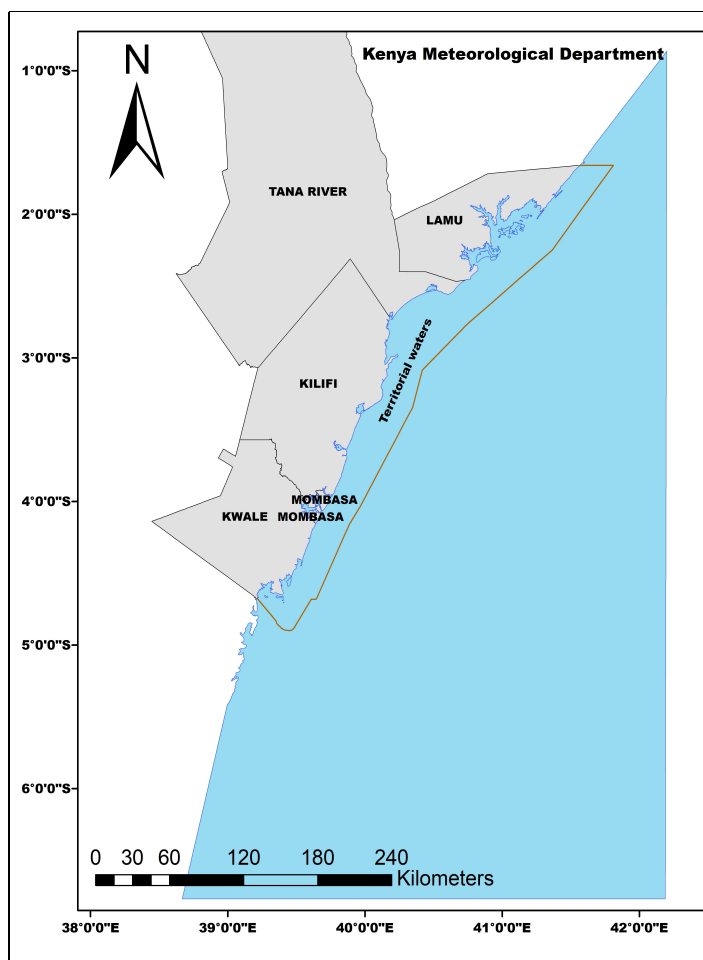 Kenya Meteorological Department
N
1°0'0"S
2°0'0"S
3°0'0"S
4°0'0"S
5°0'0"S
6°0'0"S
TANA RIVER
LAMU
Territorial waters
KILIFI
MOMBASA
KWALE MOMBASA
0 30 60 120 180 240
Kilometers
38°0'0"E 39°0'0"E 40°0'0"E 41°0'0"E 42°0'0"E